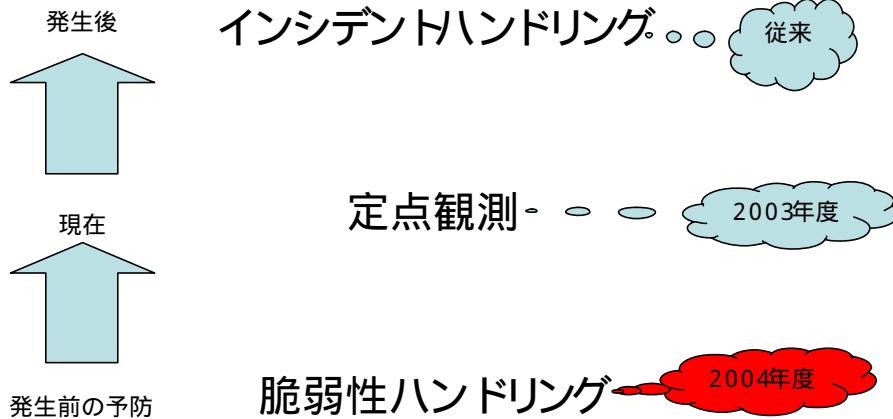 発生後
インシデントハンドリング
従来
現在
定点観測
2003年度
発生前の予防
脆弱性ハンドリング
2004年度